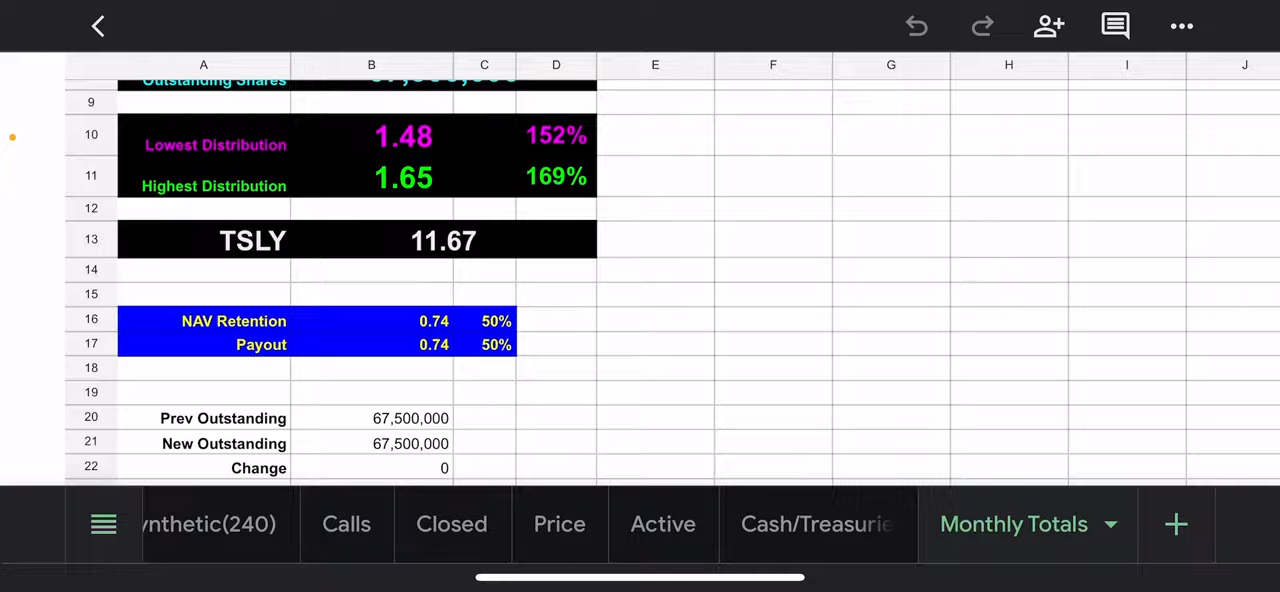 A B C D E F G H I J
Outstanding Shares
9
10 Lowest Distribution 1.48 152%
11 Highest Distribution 1.65 169%
12
13 TSLY 11.67
14
15
16 NAV Retention 0.74 50%
17 Payout 0.74 50%
18
19
20 Prev Outstanding 67,500,000
21 New Outstanding 67,500,000
22 Change 0
ynthetic(240) Calls Closed Price Active Cash/Treasurie Monthly Totals